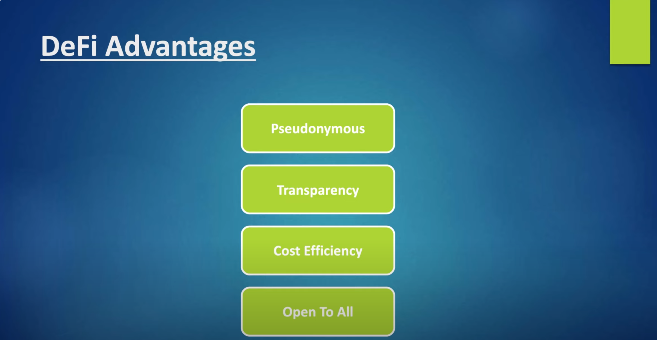 DeFi Advantages
Pseudonymous
Transparency
Cost Efficiency
Open To All